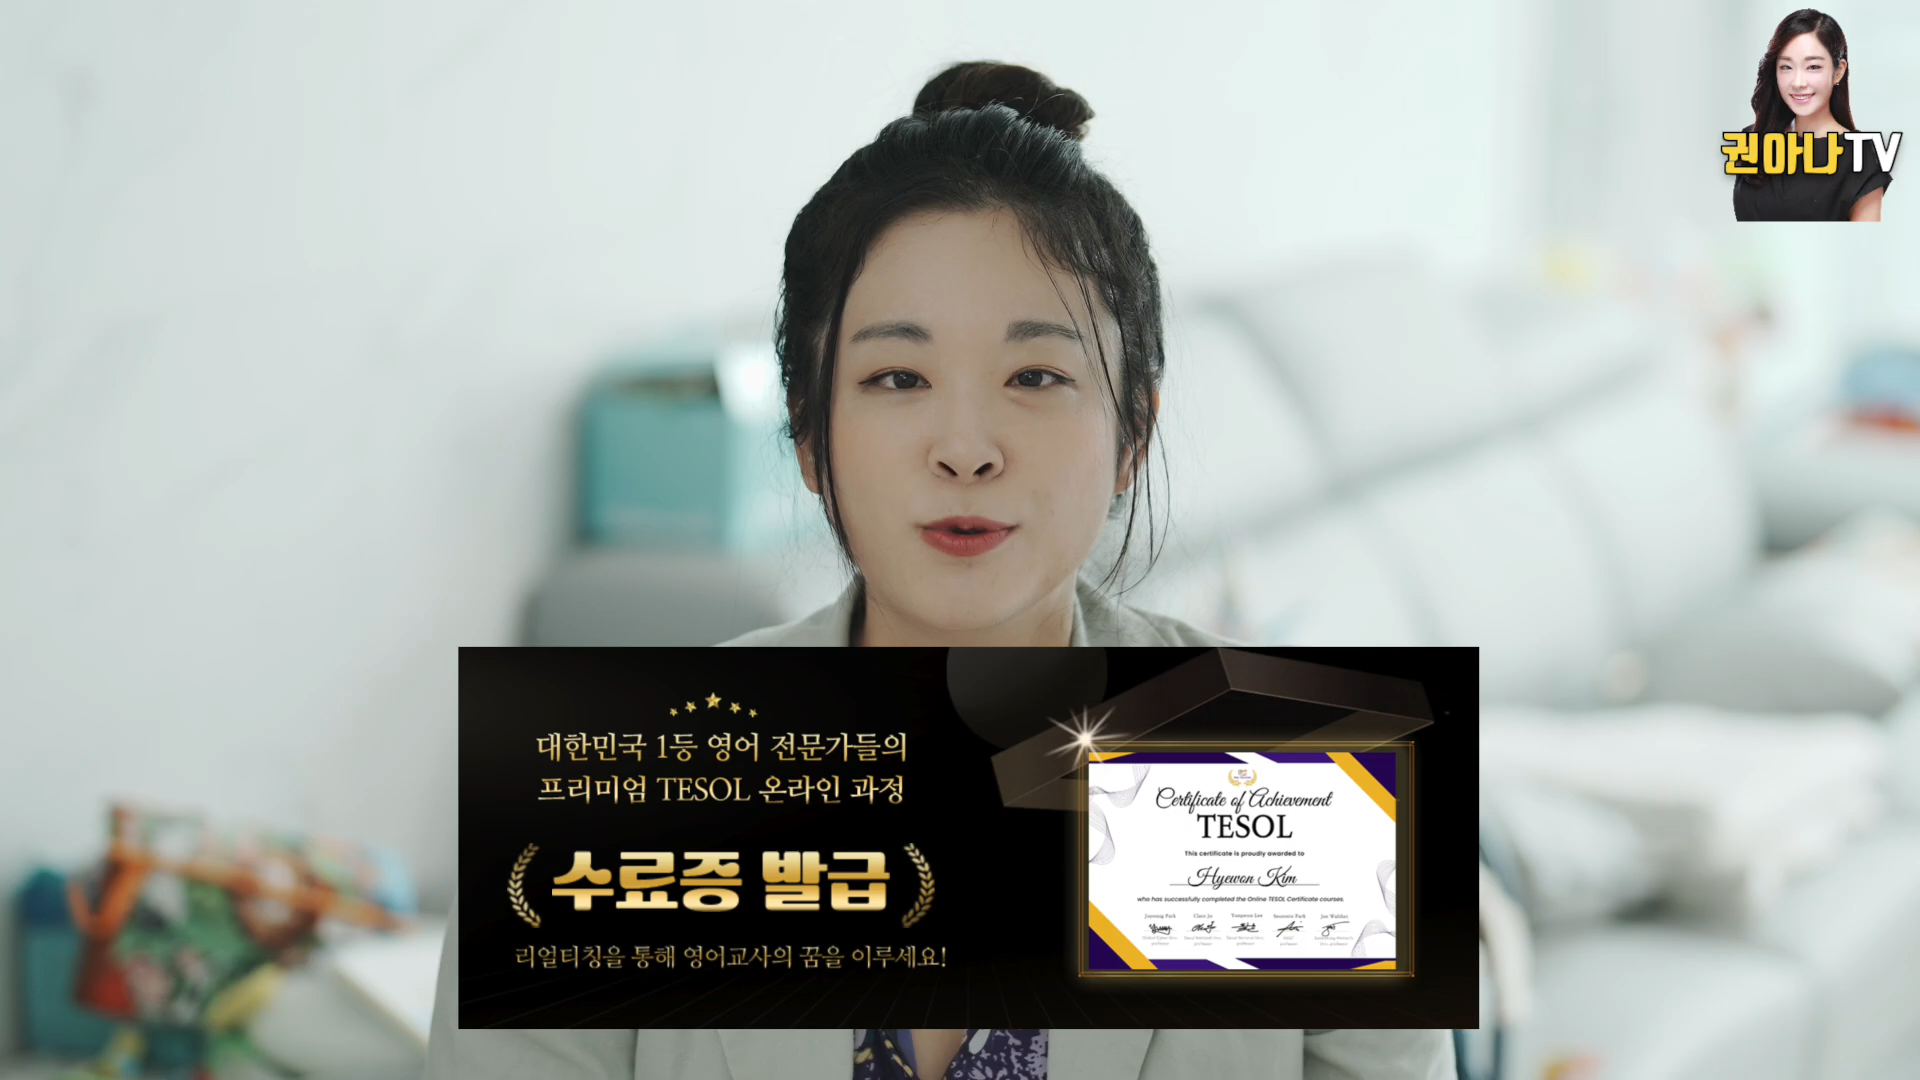 권아나TV
대한민국 1등 영어 전문가들의
프리미엄 TESOL 온라인 과정
수료증 발급
리얼티칭을 통해 영어교사의 꿈을 이루세요!
Certificate of Achievement
TESOL
This certificate is proudly awarded to
Hyewon Kim
who has successfully completed the Online TESOL Certificate courses.